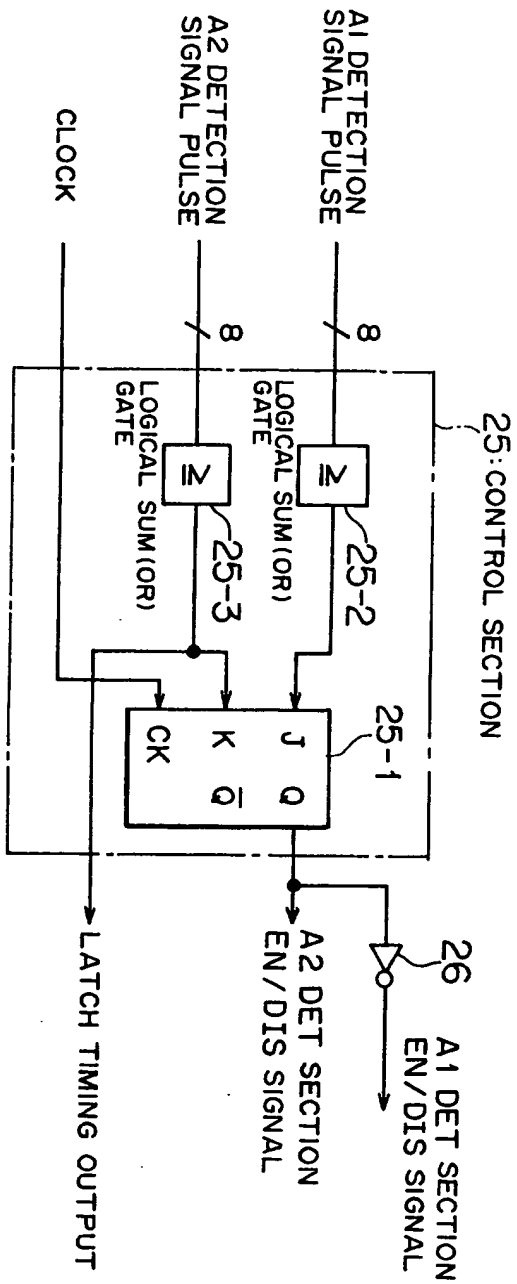 25:CONTROL SECTION
A1 DETECTION
SIGNAL PULSE
8
≥
25-2
LOGICAL SUM(OR)
GATE
A2 DETECTION
SIGNAL PULSE
8
≥
25-3
LOGICAL SUM(OR)
GATE
CLOCK
25-1
J Q
K Q̅
CK
26
A1 DET SECTION
EN/DIS SIGNAL
A2 DET SECTION
EN/DIS SIGNAL
LATCH TIMING OUTPUT